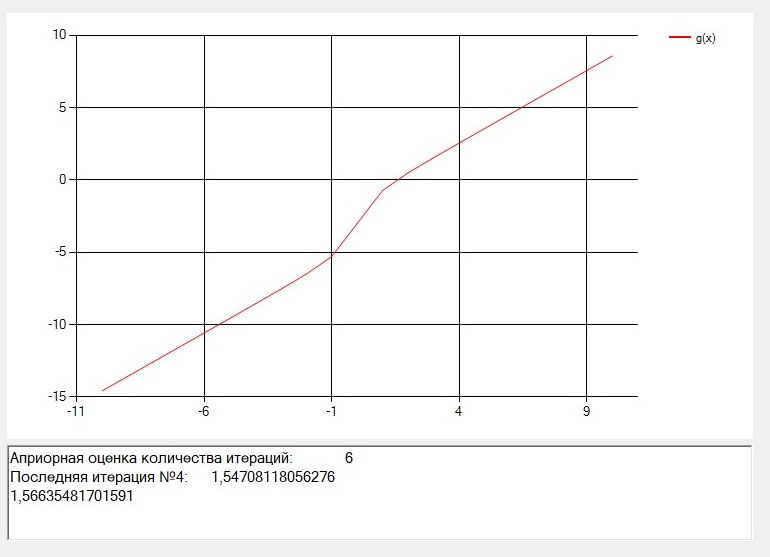 10
g(x)
5
0
-5
-10
-15
-11 -6 -1 4 9
Априорная оценка количества итераций: 6
Последняя итерация №4: 1,54708118056276
1,56635481701591